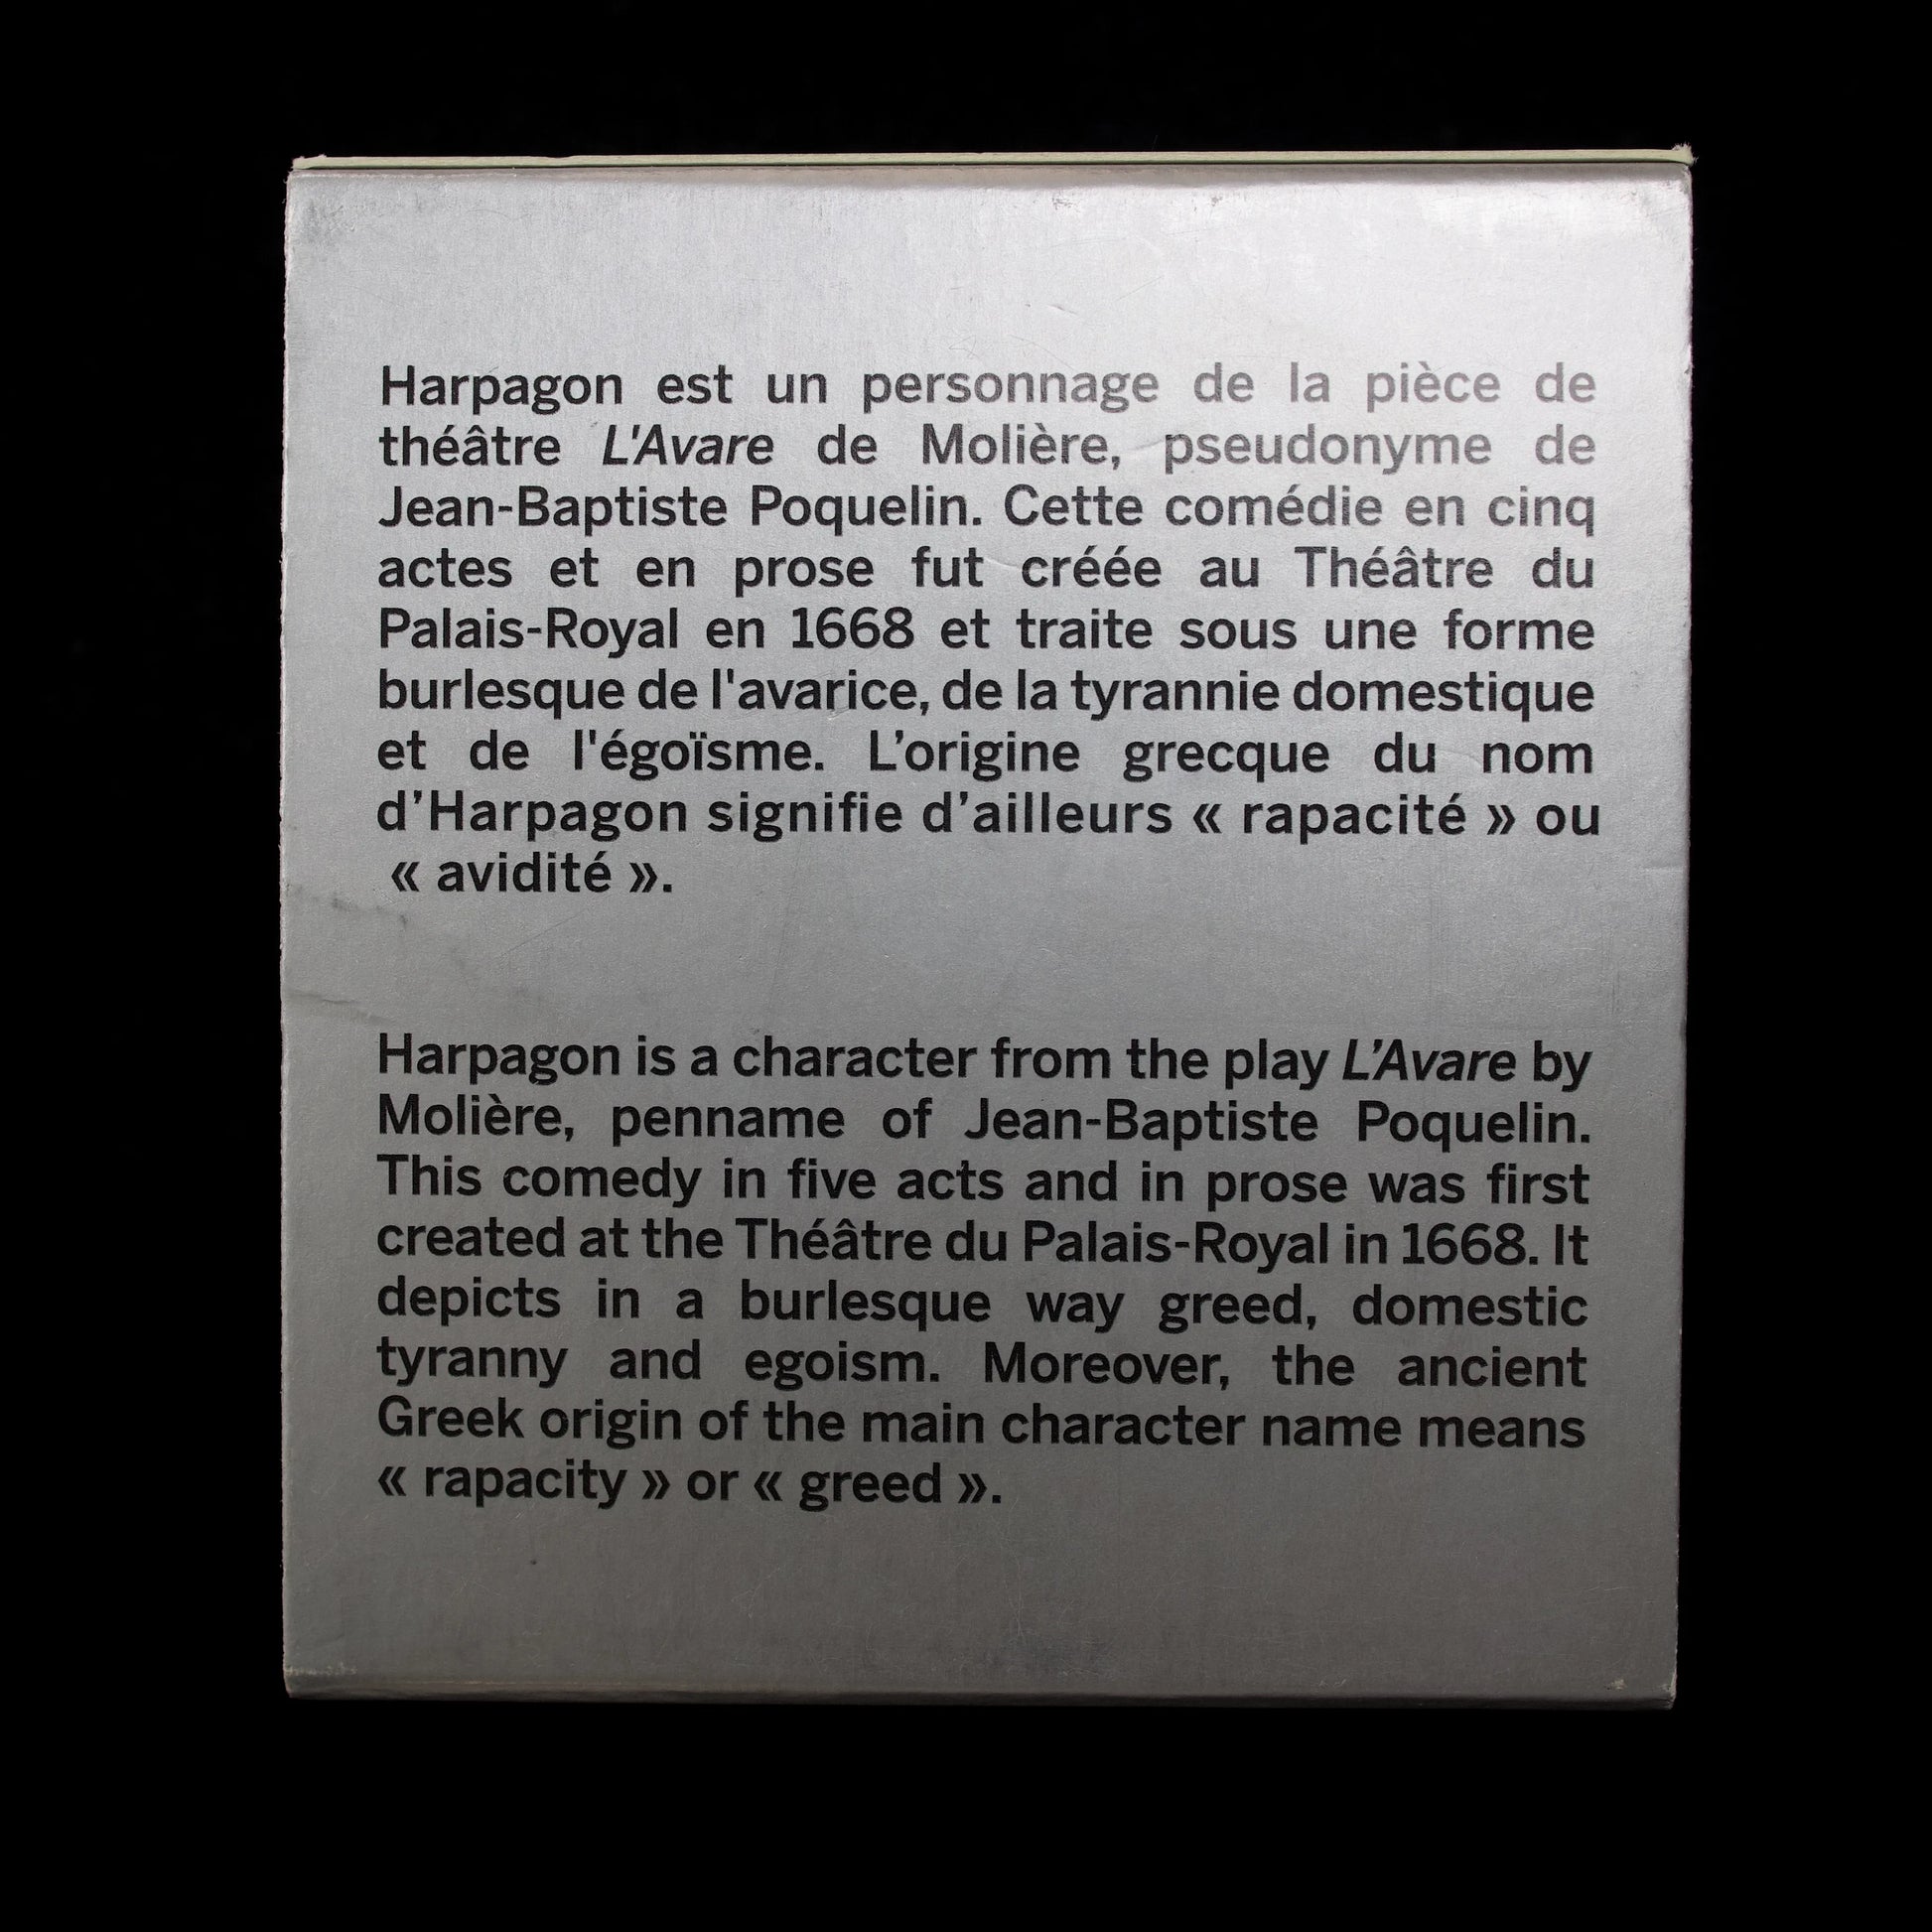 Harpagon est un personnage de la pièce de
théâtre L'Avare de Molière, pseudonyme de
Jean-Baptiste Poquelin. Cette comédie en cinq
actes et en prose fut créée au Théâtre du
Palais-Royal en 1668 et traite sous une forme
burlesque de l'avarice, de la tyrannie domestique
et de l'égoïsme. L’origine grecque du nom
d’Harpagon signifie d’ailleurs « rapacité » ou
« avidité ».
Harpagon is a character from the play L’Avare by
Molière, penname of Jean-Baptiste Poquelin.
This comedy in five acts and in prose was first
created at the Théâtre du Palais-Royal in 1668. It
depicts in a burlesque way greed, domestic
tyranny and egoism. Moreover, the ancient
Greek origin of the main character name means
« rapacity » or « greed ».